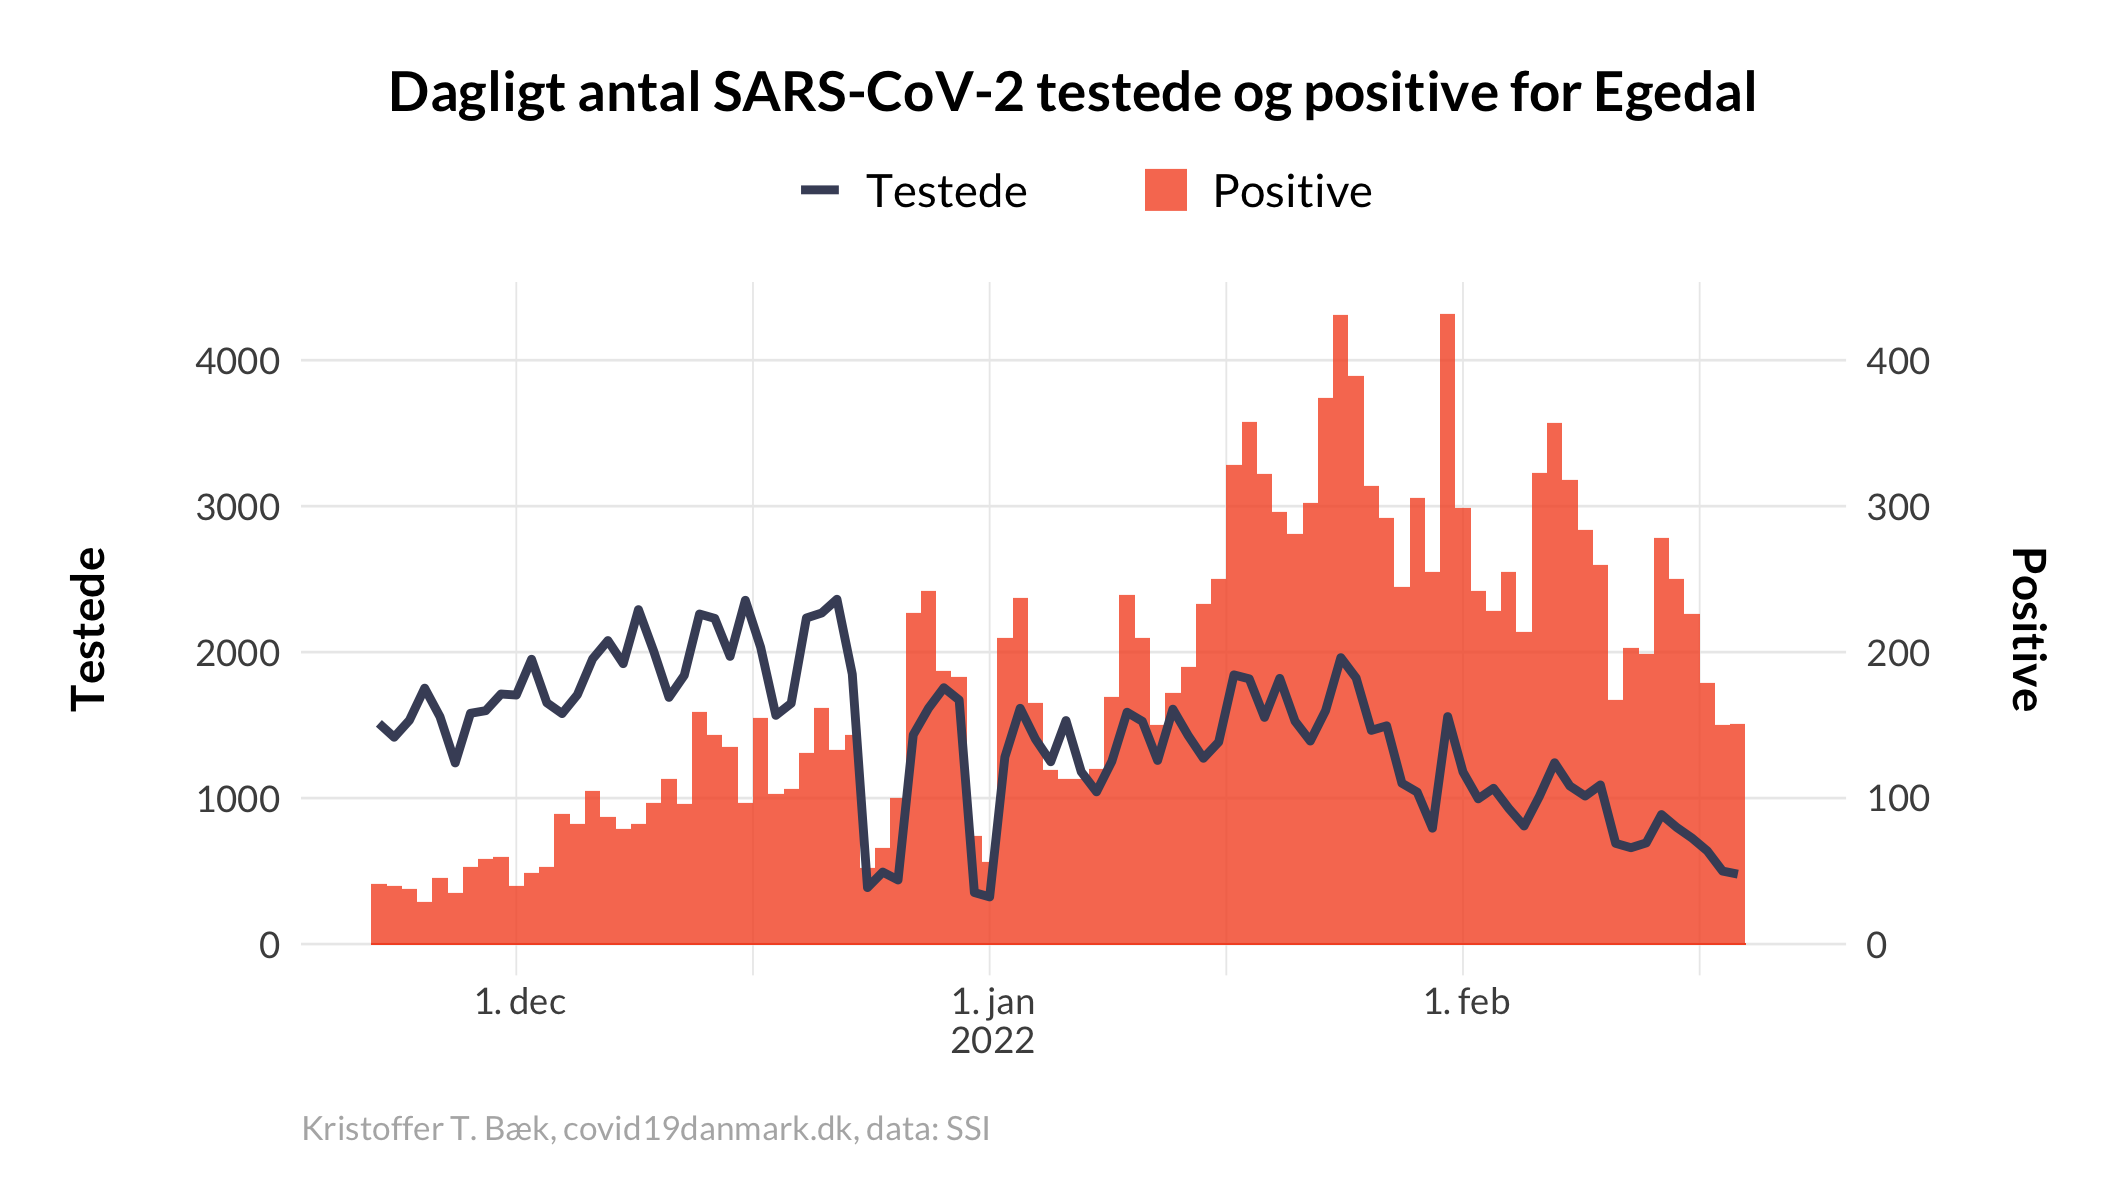 Dagligt antal SARS-CoV-2 testede og positive for Egedal
Testede
Positive
Testede
4000
3000
2000
1000
0
400
300
200
100
0
Positive
1. dec
1. jan
2022
1. feb
Kristoffer T. Bæk, covid19danmark.dk, data: SSI